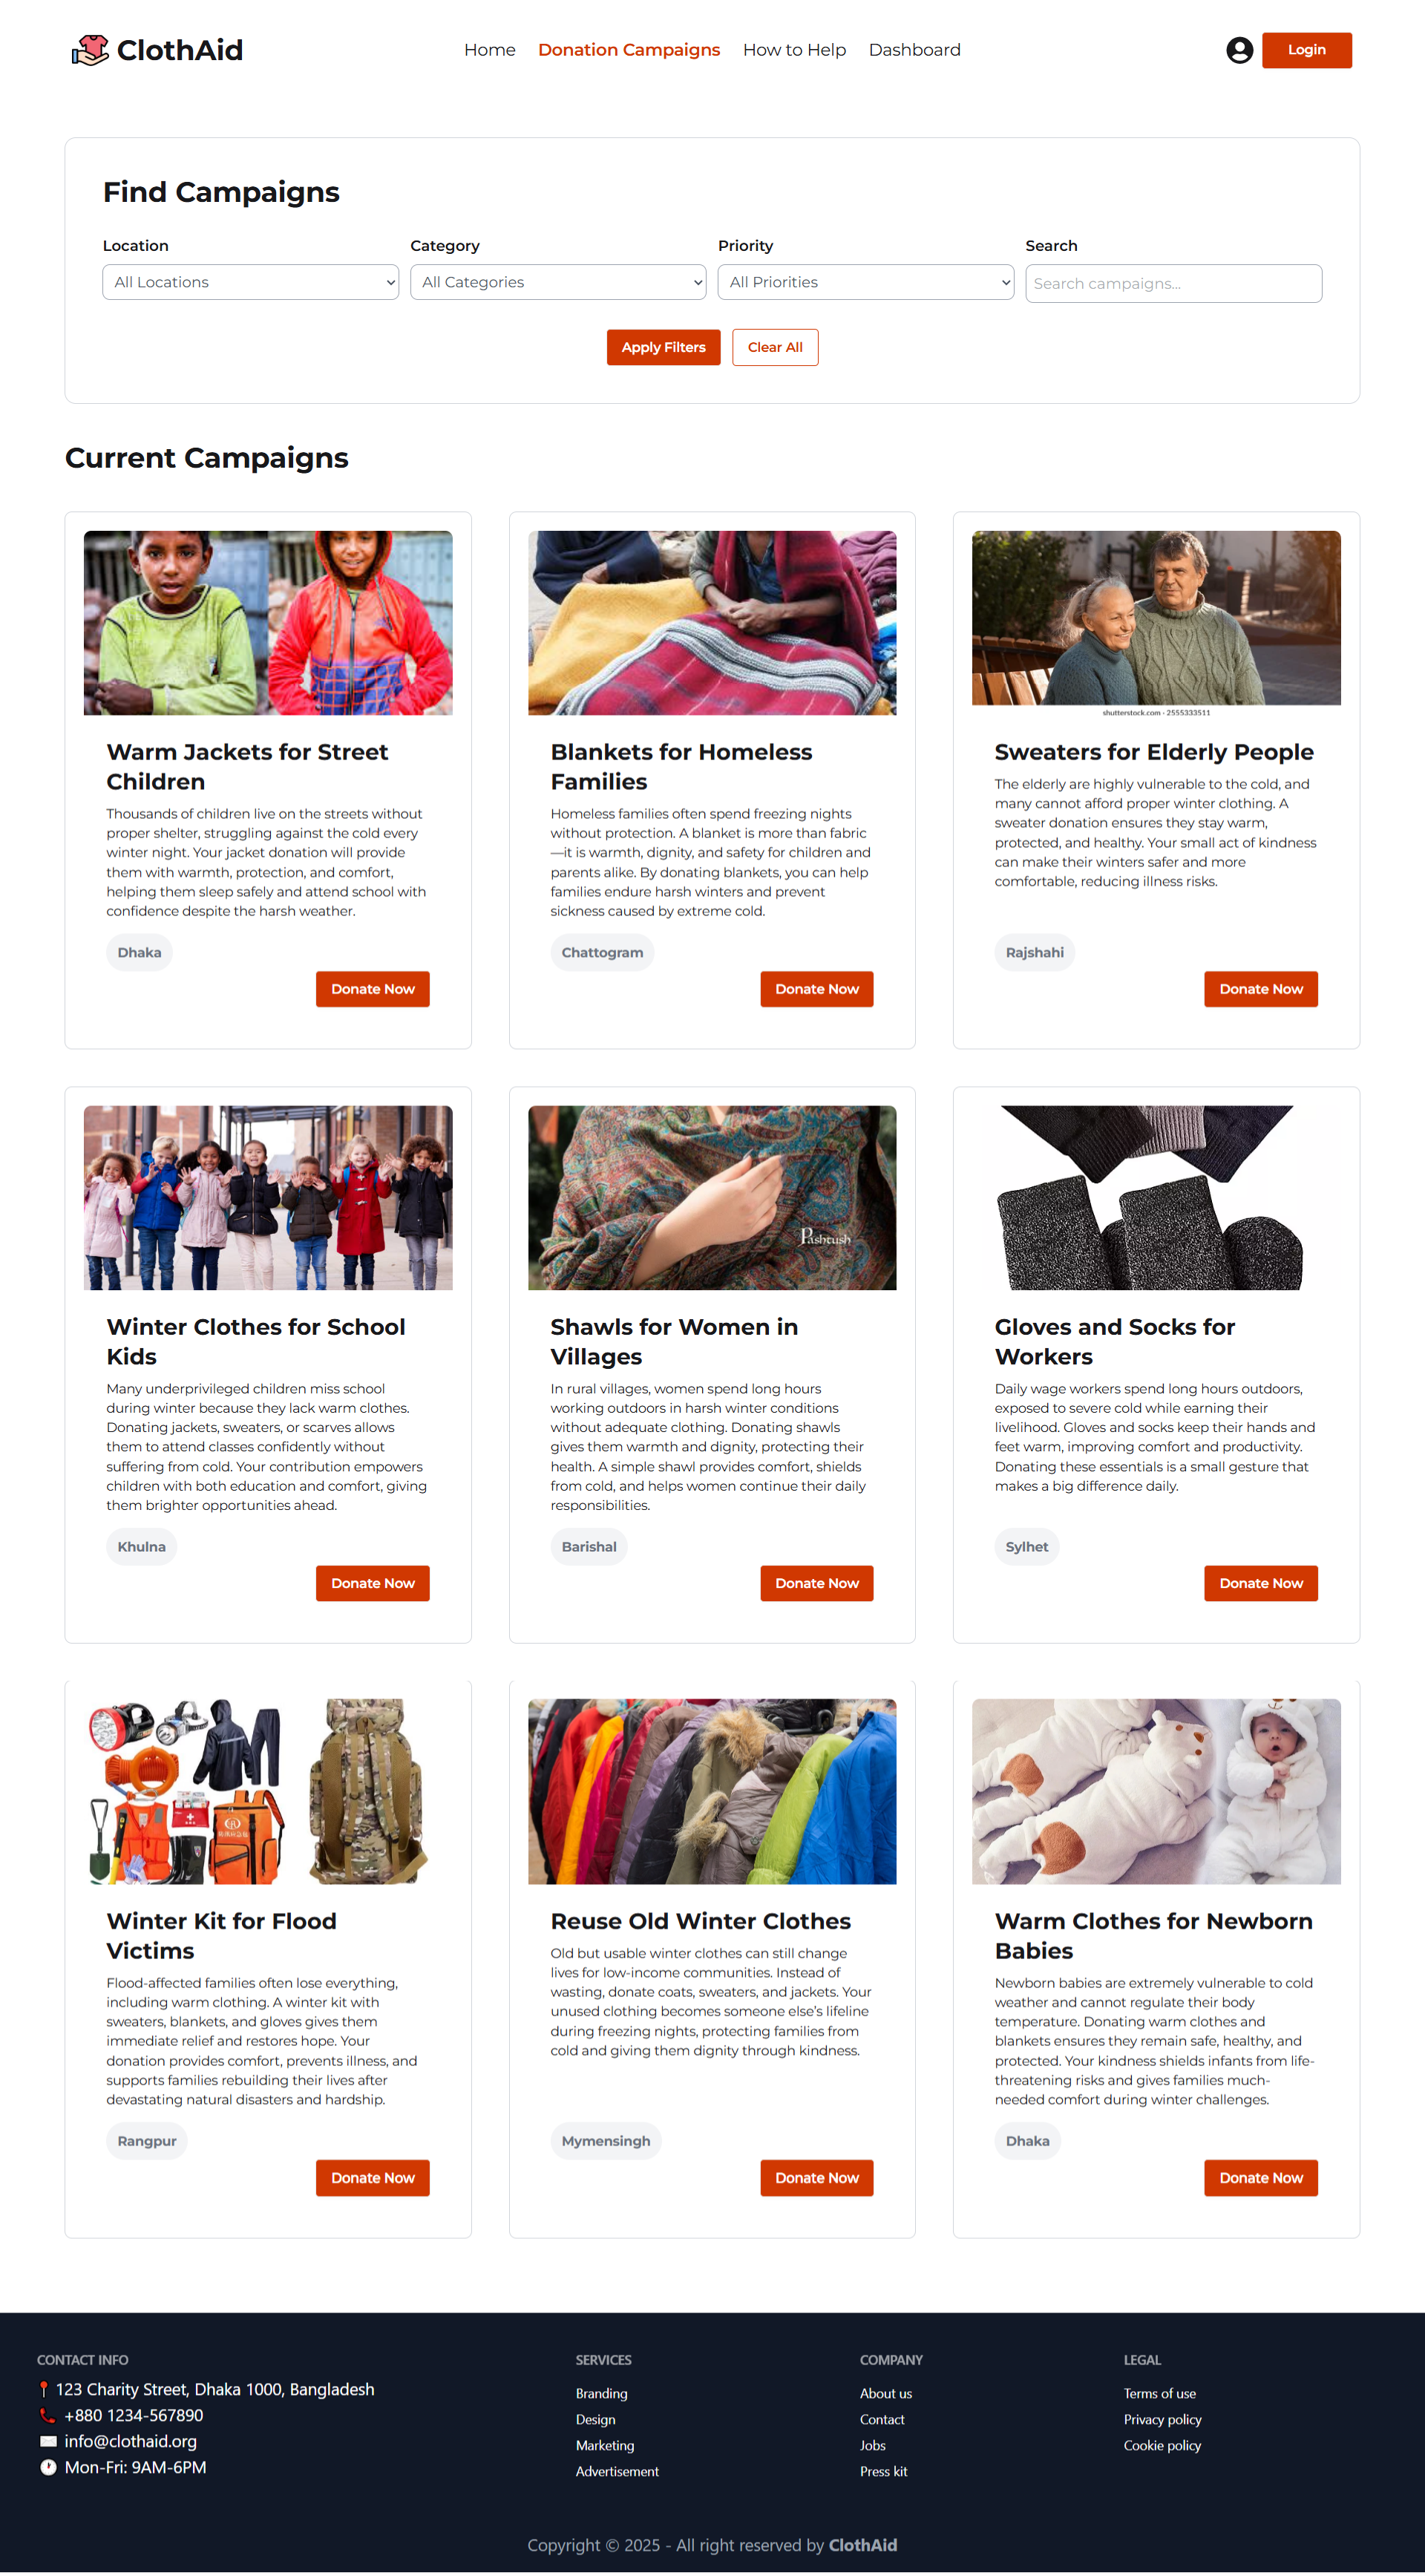 ClothAid
Home
Donation Campaigns
How to Help
Dashboard
Login
Find Campaigns
Location
Category
Priority
Search
All Locations
All Categories
All Priorities
Search campaigns...
Apply Filters
Clear All
Current Campaigns
shutterstock.com · 2555333511
Warm Jackets for Street
Children
Thousands of children live on the streets without
proper shelter, struggling against the cold every
winter night. Your jacket donation will provide
them with warmth, protection, and comfort,
helping them sleep safely and attend school with
confidence despite the harsh weather.
Dhaka
Donate Now
Blankets for Homeless
Families
Homeless families often spend freezing nights
without protection. A blanket is more than fabric
—it is warmth, dignity, and safety for children and
parents alike. By donating blankets, you can help
families endure harsh winters and prevent
sickness caused by extreme cold.
Chattogram
Donate Now
Sweaters for Elderly People
The elderly are highly vulnerable to the cold, and
many cannot afford proper winter clothing. A
sweater donation ensures they stay warm,
protected, and healthy. Your small act of kindness
can make their winters safer and more
comfortable, reducing illness risks.
Rajshahi
Donate Now
Winter Clothes for School
Kids
Many underprivileged children miss school
during winter because they lack warm clothes.
Donating jackets, sweaters, or scarves allows
them to attend classes confidently without
suffering from cold. Your contribution empowers
children with both education and comfort, giving
them brighter opportunities ahead.
Khulna
Donate Now
Pashtush
Shawls for Women in
Villages
In rural villages, women spend long hours
working outdoors in harsh winter conditions
without adequate clothing. Donating shawls
gives them warmth and dignity, protecting their
health. A simple shawl provides comfort, shields
from cold, and helps women continue their daily
responsibilities.
Barishal
Donate Now
Gloves and Socks for
Workers
Daily wage workers spend long hours outdoors,
exposed to severe cold while earning their
livelihood. Gloves and socks keep their hands and
feet warm, improving comfort and productivity.
Donating these essentials is a small gesture that
makes a big difference daily.
Sylhet
Donate Now
Winter Kit for Flood
Victims
Flood-affected families often lose everything,
including warm clothing. A winter kit with
sweaters, blankets, and gloves gives them
immediate relief and restores hope. Your
donation provides comfort, prevents illness, and
supports families rebuilding their lives after
devastating natural disasters and hardship.
Rangpur
Donate Now
Reuse Old Winter Clothes
Old but usable winter clothes can still change
lives for low-income communities. Instead of
wasting, donate coats, sweaters, and jackets. Your
unused clothing becomes someone else's lifeline
during freezing nights, protecting families from
cold and giving them dignity through kindness.
Mymensingh
Donate Now
Warm Clothes for Newborn
Babies
Newborn babies are extremely vulnerable to cold
weather and cannot regulate their body
temperature. Donating warm clothes and
blankets ensures they remain safe, healthy, and
protected. Your kindness shields infants from life-
threatening risks and gives families much-
needed comfort during winter challenges.
Dhaka
Donate Now
CONTACT INFO
123 Charity Street, Dhaka 1000, Bangladesh
+880 1234-567890
info@clothaid.org
Mon-Fri: 9AM-6PM
SERVICES
Branding
Design
Marketing
Advertisement
COMPANY
About us
Contact
Jobs
Press kit
LEGAL
Terms of use
Privacy policy
Cookie policy
Copyright © 2025 - All right reserved by ClothAid